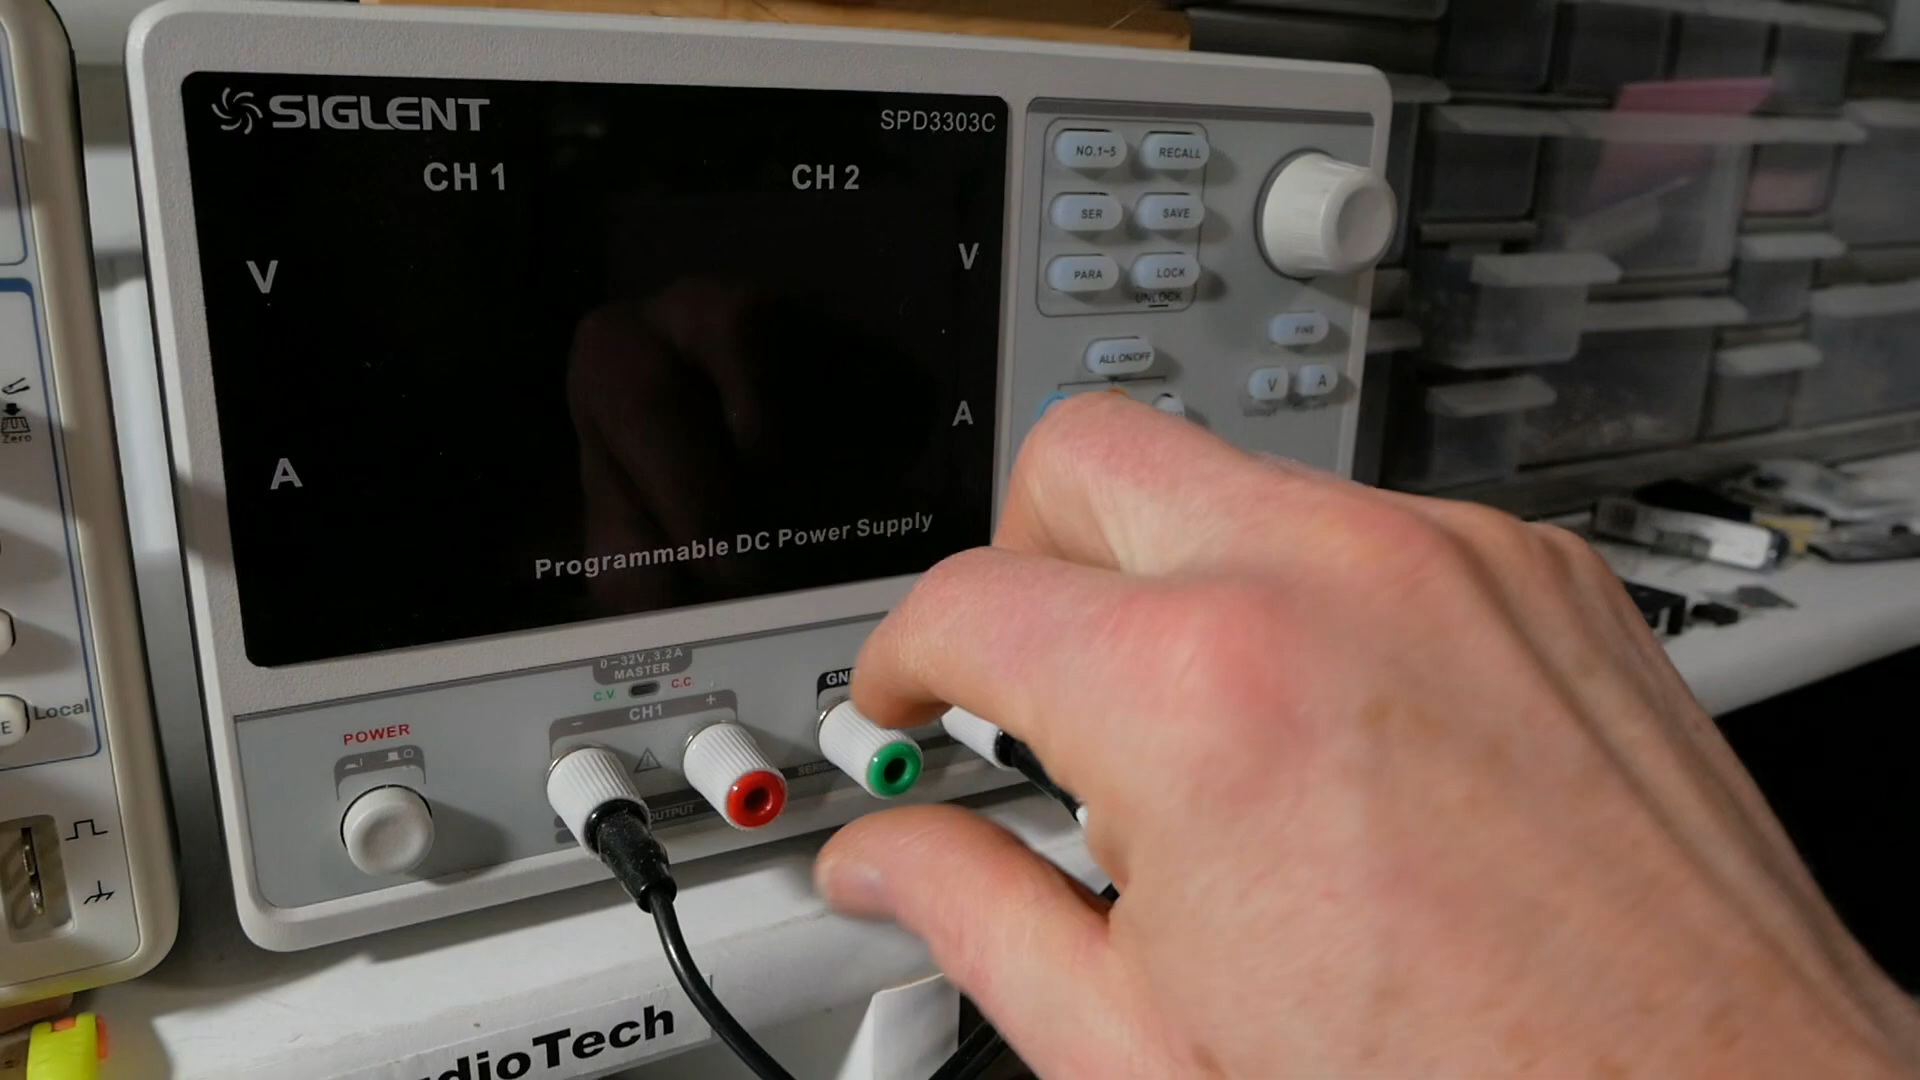 SIGLENT
SPD3303C
CH 1
CH 2
V
V
A
A
Programmable DC Power Supply
NO.1~5
RECALL
SER
SAVE
PARA
LOCK
UNLOCK
FINE
ALL ON/OFF
V
A
0~32V, 3.2A
MASTER
C.V.
C.C
CH1
- +
GN
POWER
OUTPUT
Zero
E
Local
dioTech